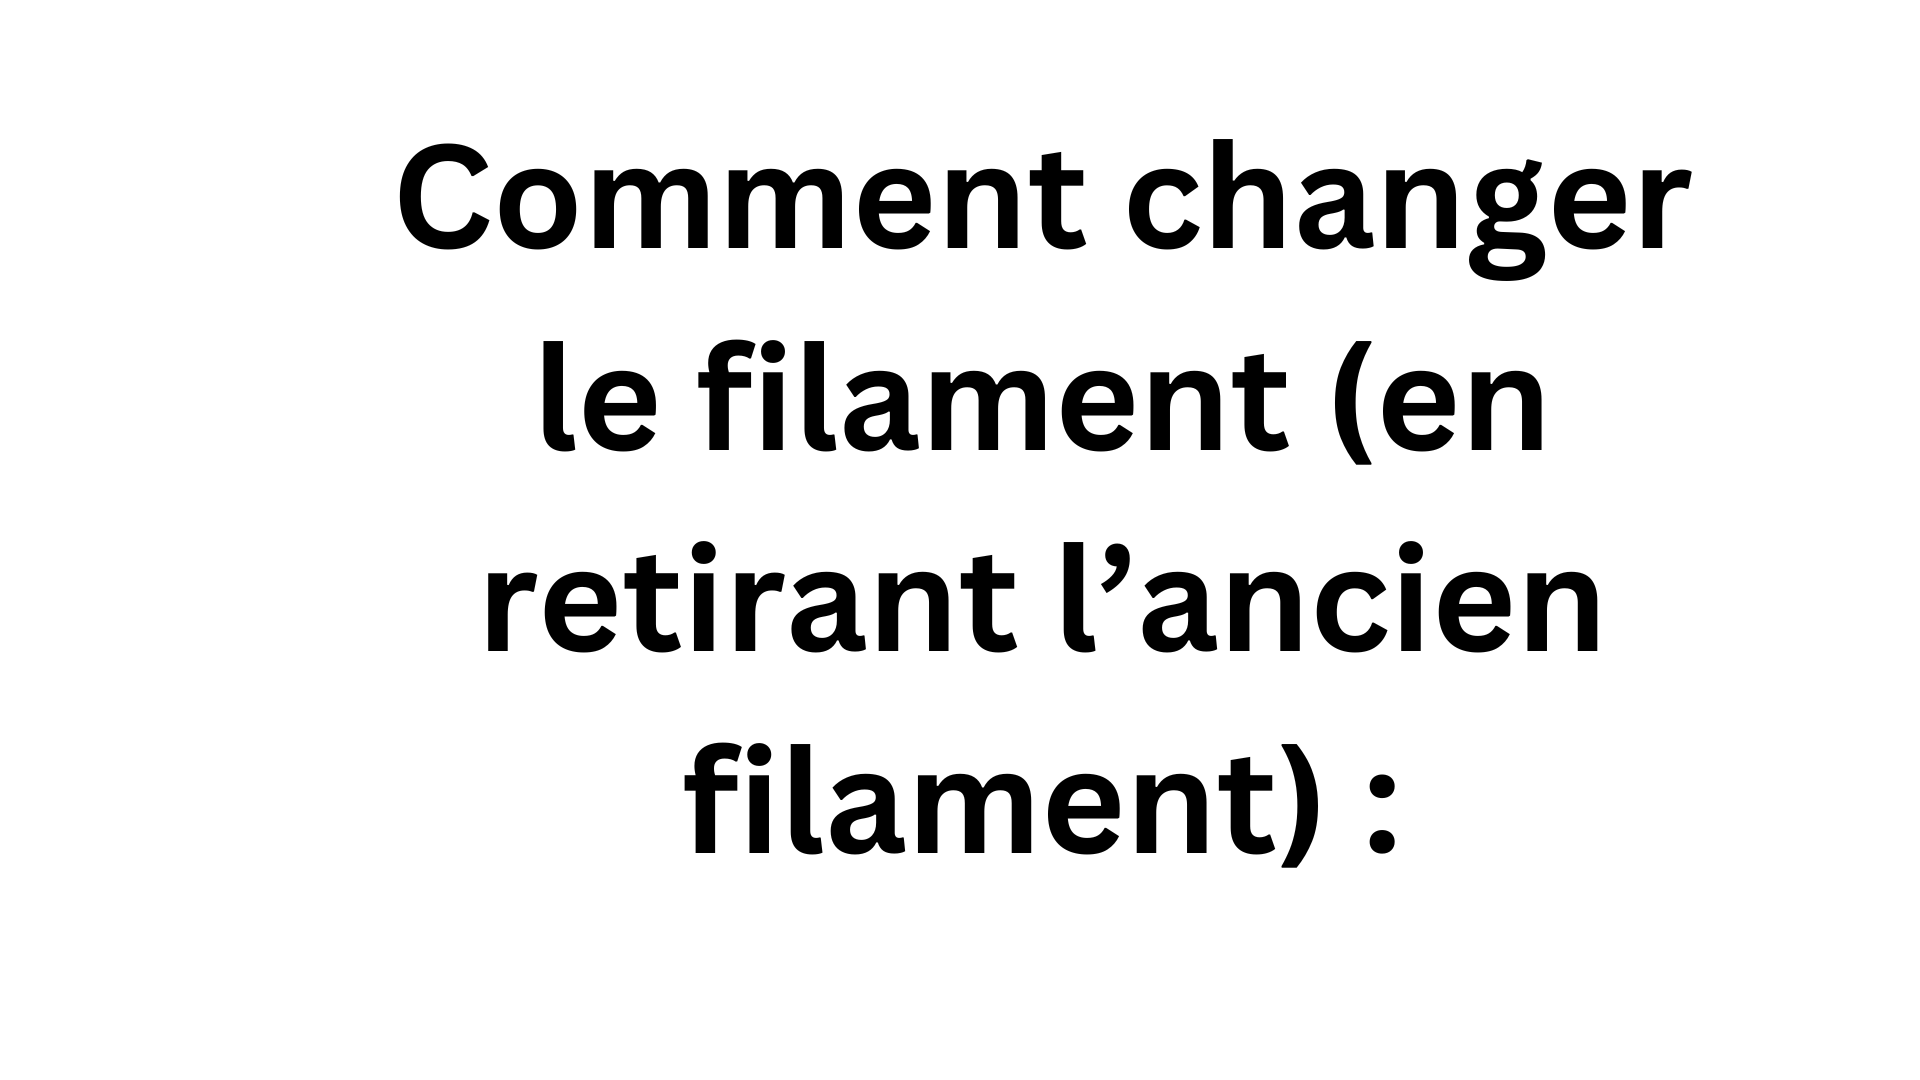 Comment changer
le filament (en
retirant l’ancien
filament) :